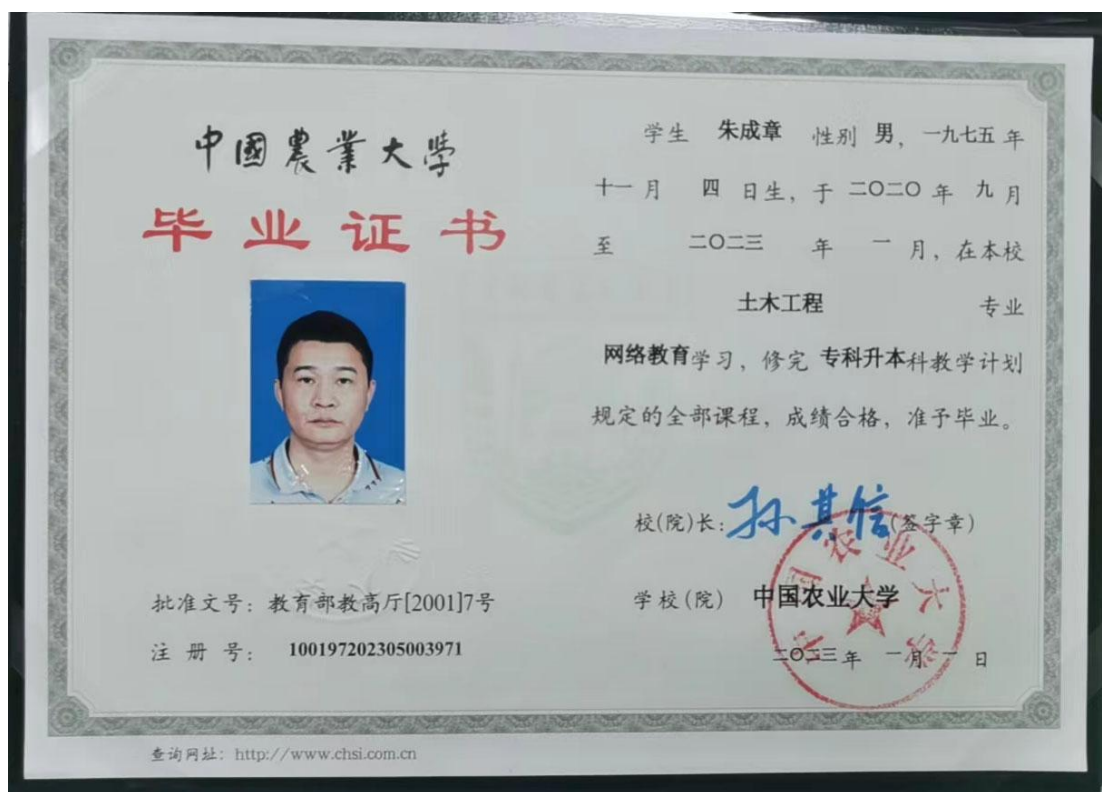 中國農業大學
毕业证书
批准文号：教育部教高厅[2001]7号
注 册 号：100197202305003971
学生 朱成章 性别 男，一九七五年
十一月 四 日生，于 二〇二〇 年 九 月
至 二〇二三 年 一 月，在本校
土木工程 专业
网络教育学习，修完 专科升本科教学计划
规定的全部课程，成绩合格，准予毕业。
校(院)长：孙其信(签字章)
学校(院) 中国农业大学
二〇二三年 一月一 日
中国农业大学
查询网址：http://www.chsi.com.cn